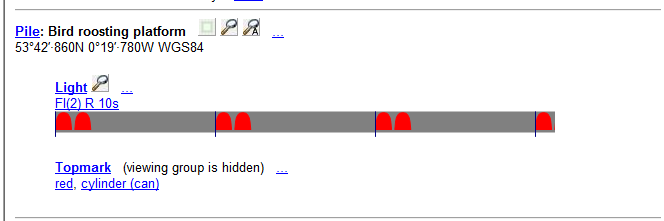 Pile: Bird roosting platform A ...
53°42'·860N 0°19'·780W WGS84
Light ...
Fl(2) R 10s
Topmark (viewing group is hidden) ...
red, cylinder (can)